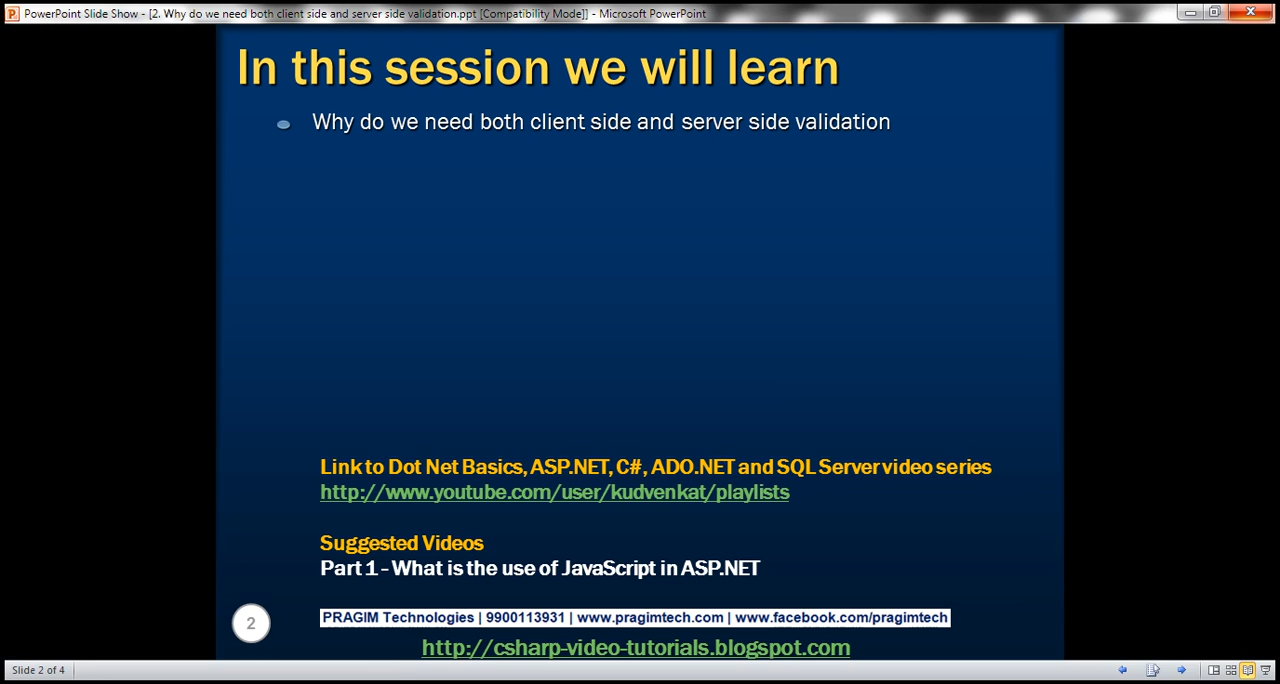 PowerPoint Slide Show - [2. Why do we need both client side and server side validation.ppt [Compatibility Mode]] - Microsoft PowerPoint
In this session we will learn
Why do we need both client side and server side validation
Link to Dot Net Basics, ASP.NET, C#, ADO.NET and SQL Server video series
http://www.youtube.com/user/kudvenkat/playlists
Suggested Videos
Part 1 - What is the use of JavaScript in ASP.NET
2
PRAGIM Technologies | 9900113931 | www.pragimtech.com | www.facebook.com/pragimtech
http://csharp-video-tutorials.blogspot.com
Slide 2 of 4